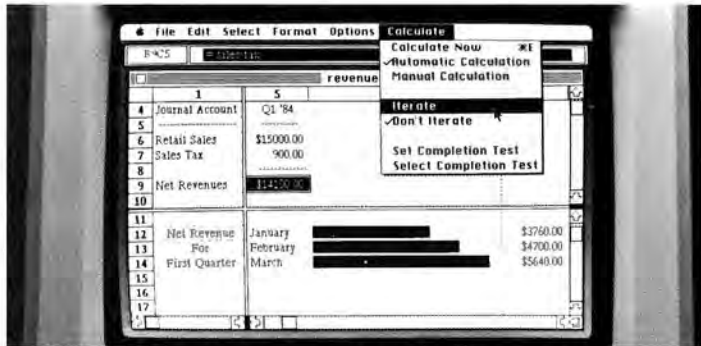 File Edit Select Format Options Calculate
Calculate Now ⌘E
✓Automatic Calculation
Manual Calculation
Iterate
✓Don't Iterate
Set Completion Test
Select Completion Test
revenue
1 5
4 Journal Account Q1 '84
5
6 Retail Sales $15000.00
7 Sales Tax 900.00
8
9 Net Revenues $14100.00
10
11
12 Net Revenue January $3760.00
13 For February $4700.00
14 First Quarter March $5640.00
15
16
17